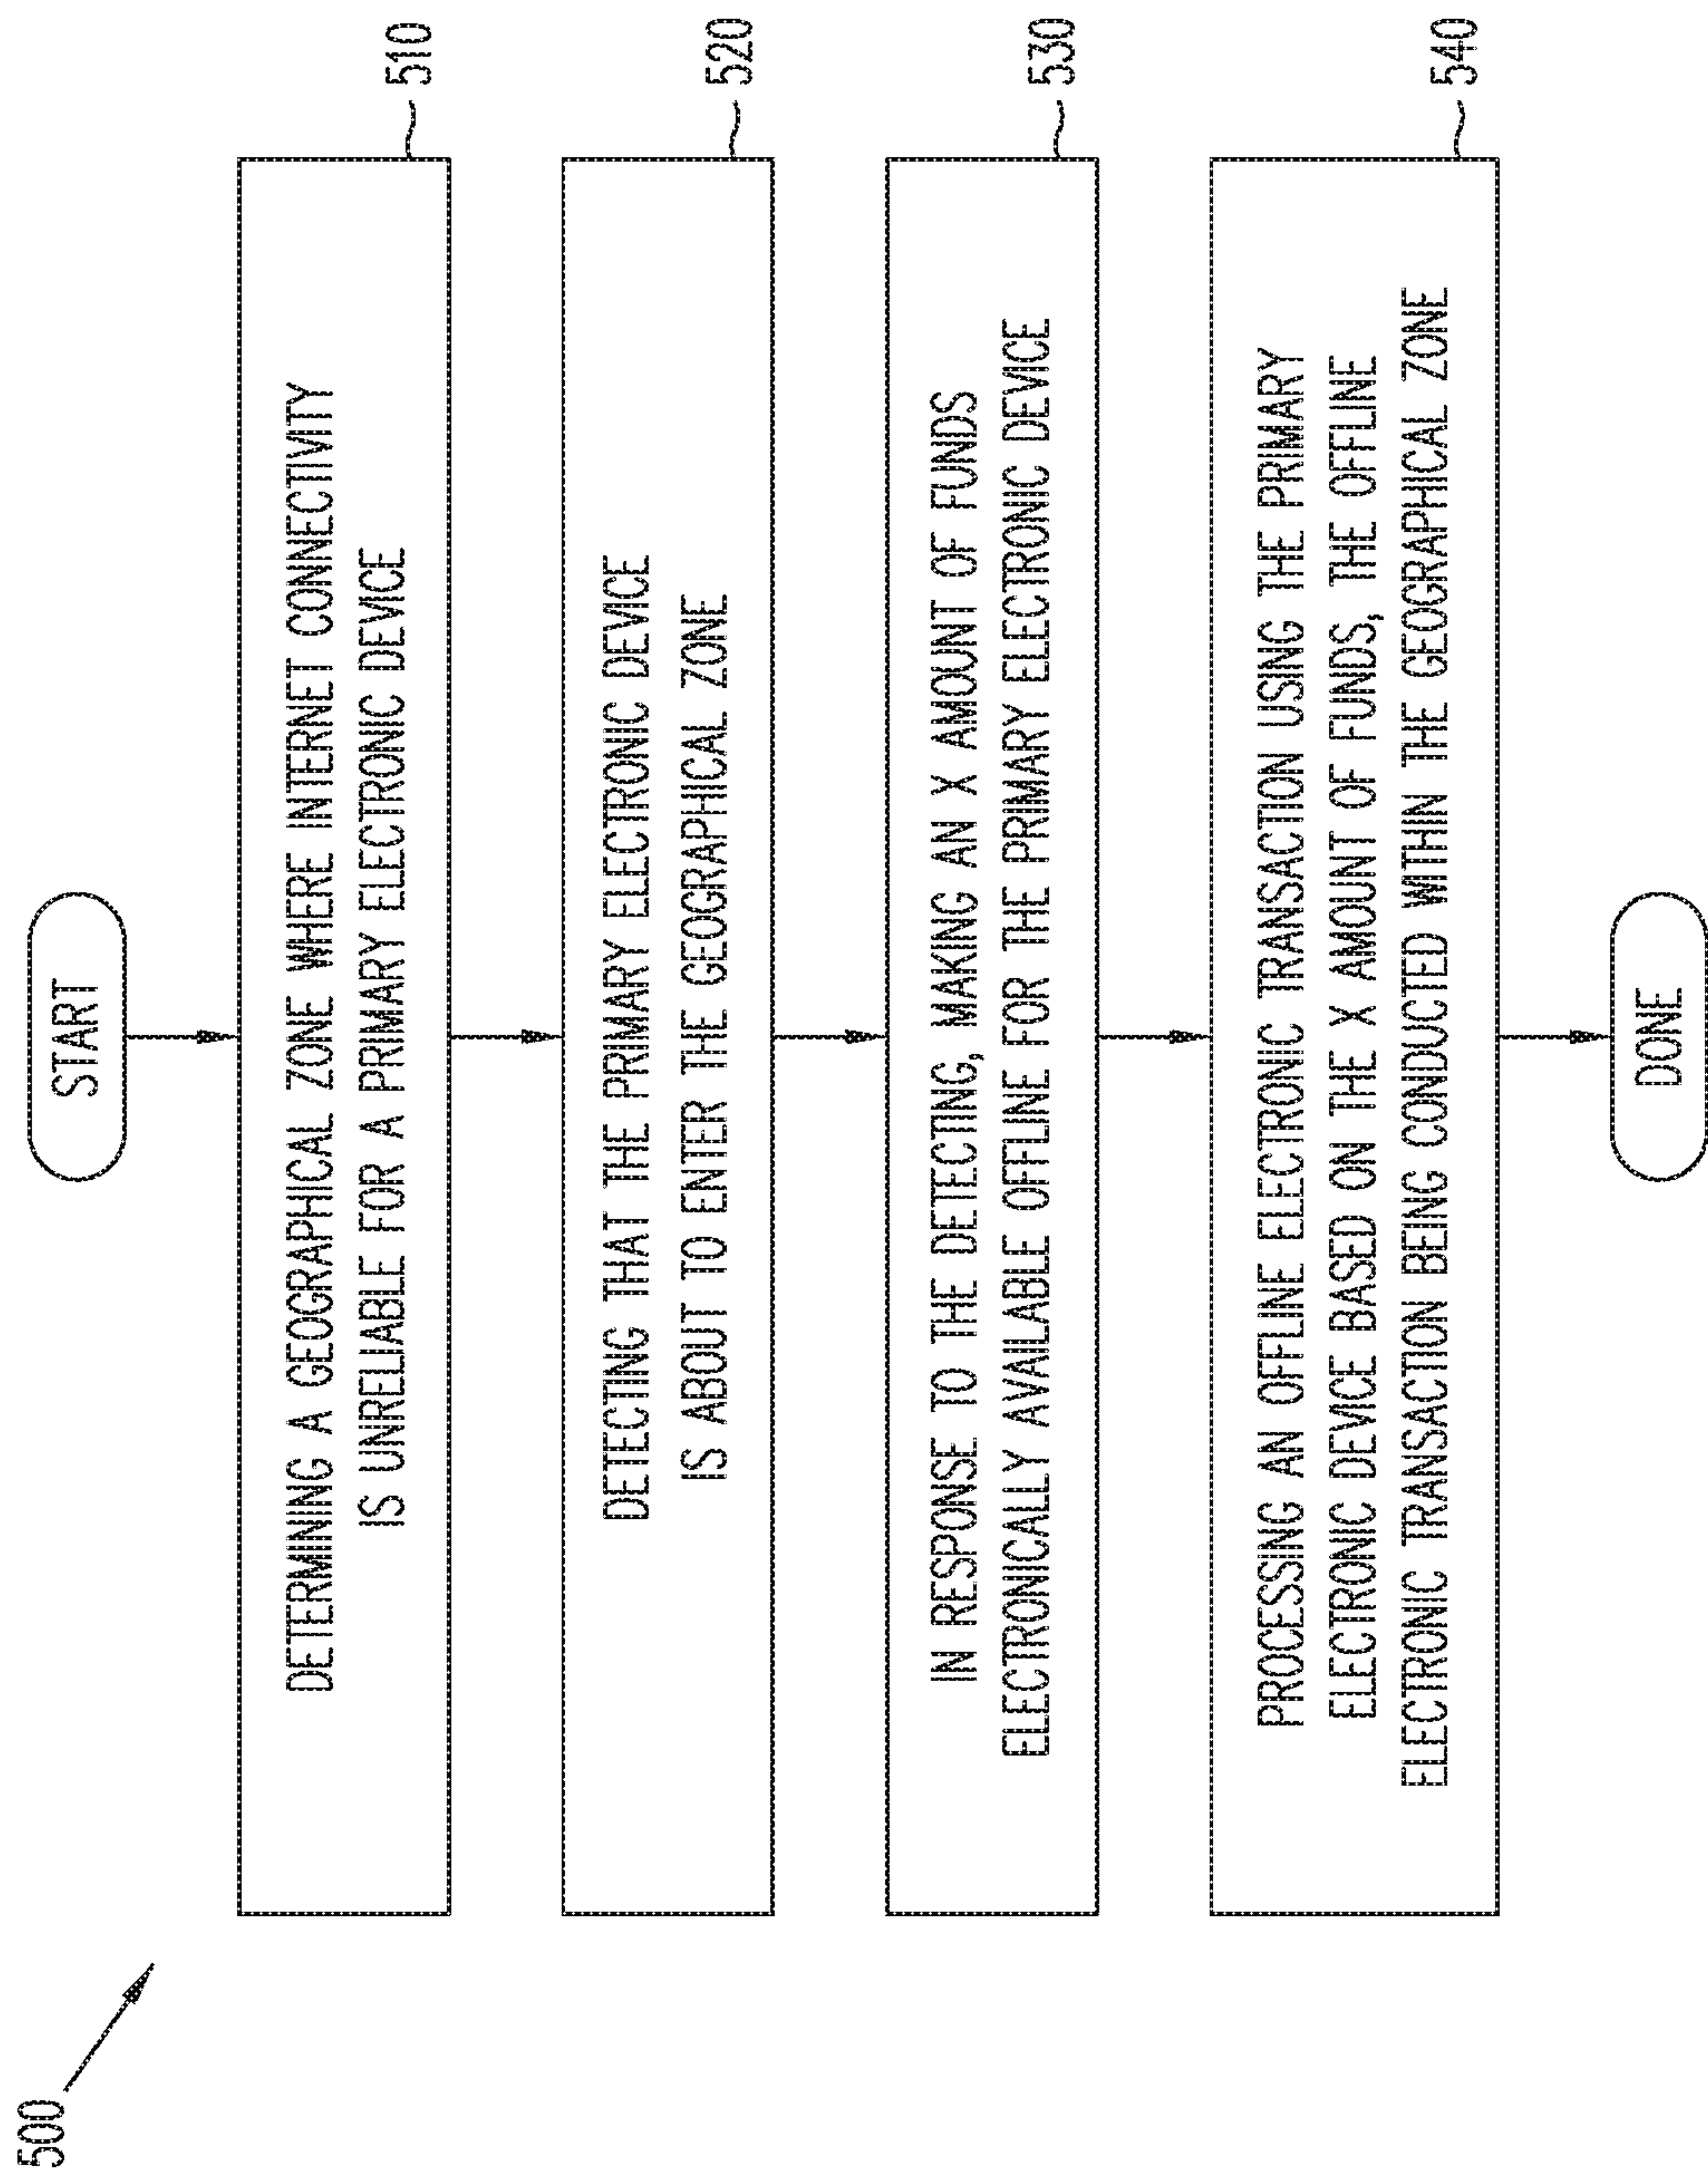 500
START
DETERMINING A GEOGRAPHICAL ZONE WHERE INTERNET CONNECTIVITY
IS UNRELIABLE FOR A PRIMARY ELECTRONIC DEVICE
510
DETECTING THAT THE PRIMARY ELECTRONIC DEVICE
IS ABOUT TO ENTER THE GEOGRAPHICAL ZONE
520
IN RESPONSE TO THE DETECTING, MAKING AN X AMOUNT OF FUNDS
ELECTRONICALLY AVAILABLE OFFLINE FOR THE PRIMARY ELECTRONIC DEVICE
530
PROCESSING AN OFFLINE ELECTRONIC TRANSACTION USING THE PRIMARY
ELECTRONIC DEVICE BASED ON THE X AMOUNT OF FUNDS, THE OFFLINE
ELECTRONIC TRANSACTION BEING CONDUCTED WITHIN THE GEOGRAPHICAL ZONE
540
DONE